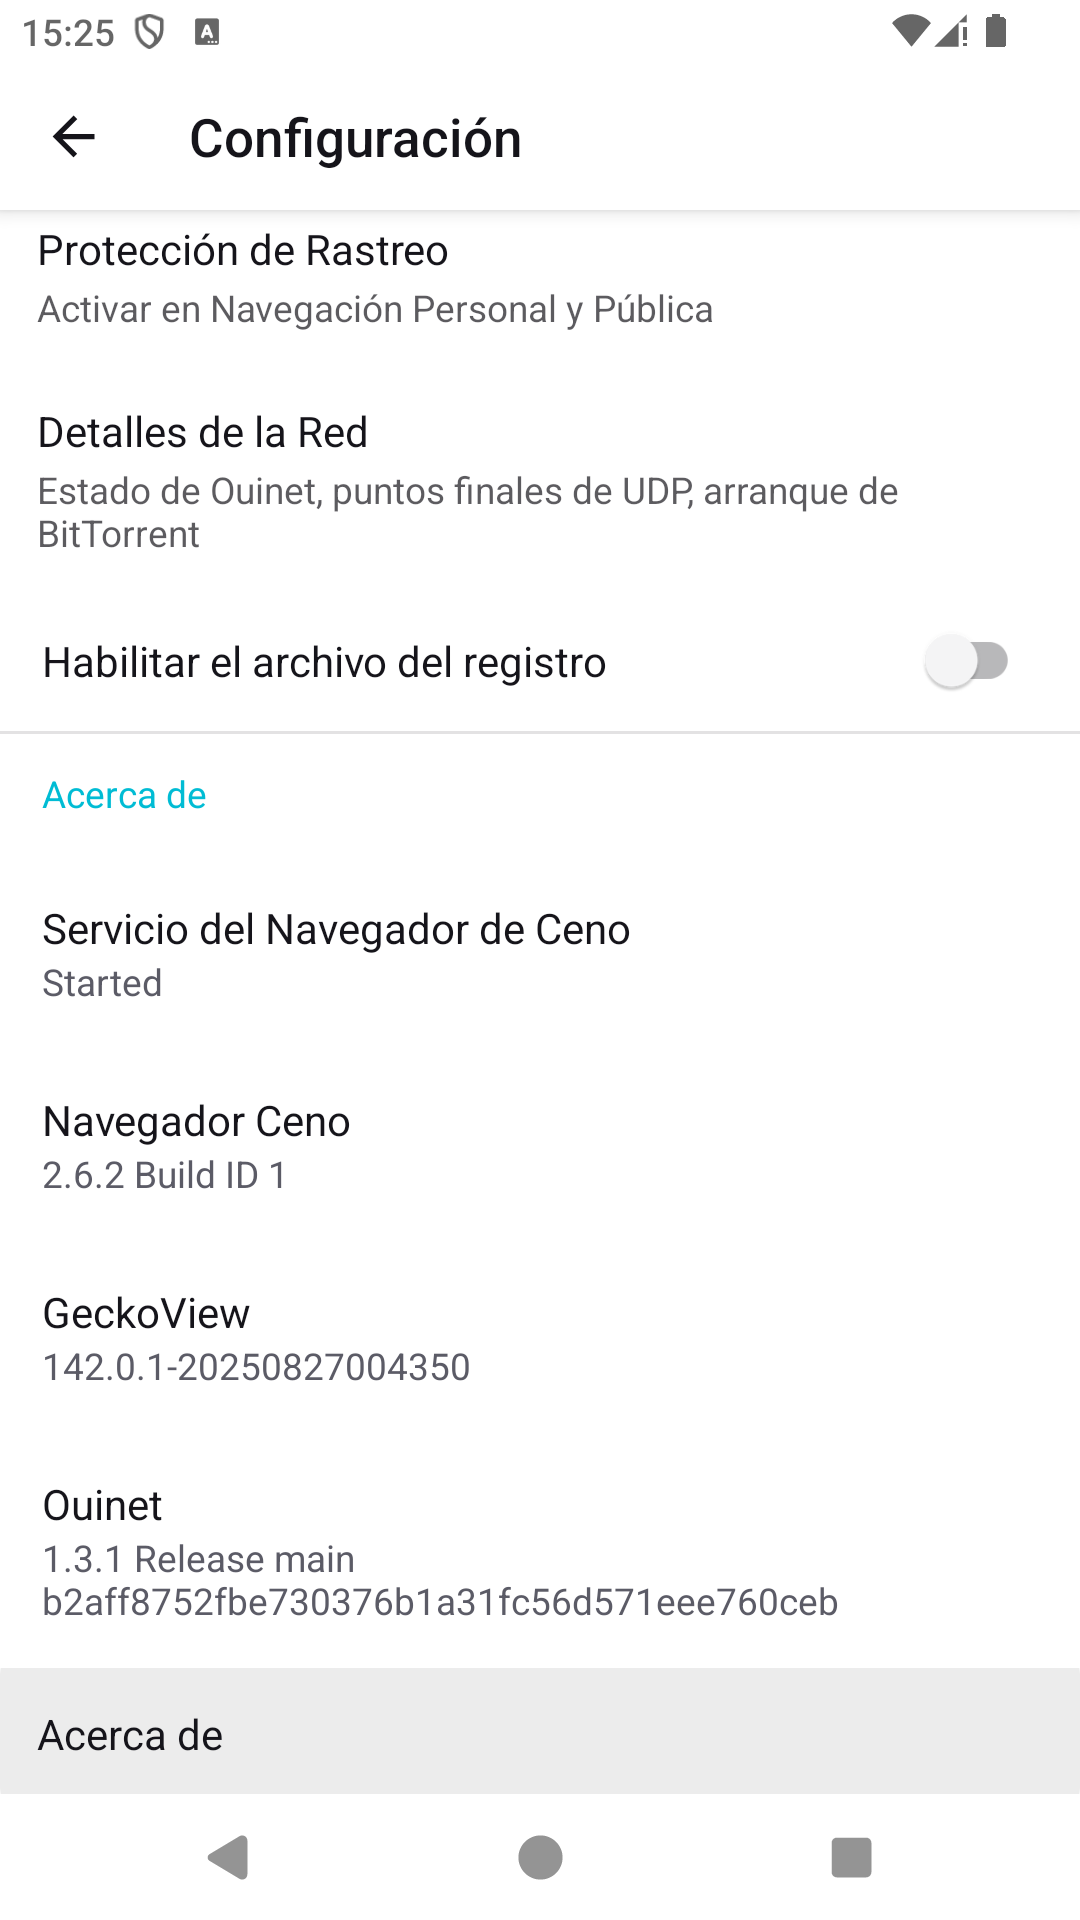 15:25
Configuración
Protección de Rastreo
Activar en Navegación Personal y Pública
Detalles de la Red
Estado de Ouinet, puntos finales de UDP, arranque de
BitTorrent
Habilitar el archivo del registro
Acerca de
Servicio del Navegador de Ceno
Started
Navegador Ceno
2.6.2 Build ID 1
GeckoView
142.0.1-20250827004350
Ouinet
1.3.1 Release main
b2aff8752fbe730376b1a31fc56d571eee760ceb
Acerca de